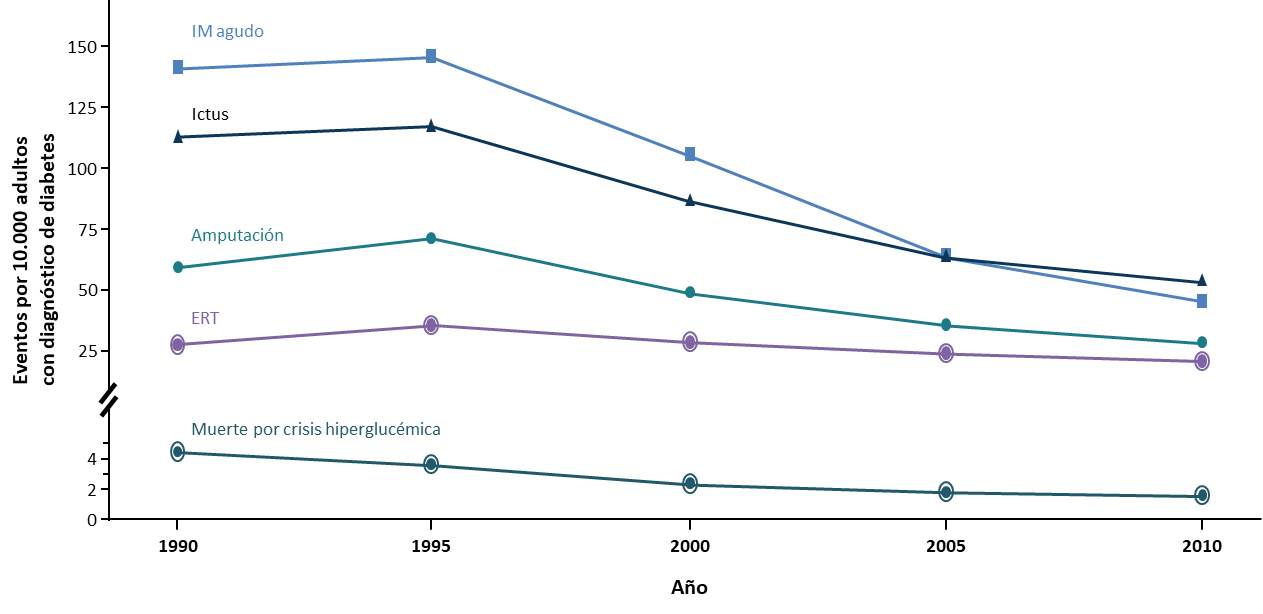 IM agudo
150
125
Ictus
100
Eventos por 10.000 adultos
con diagnóstico de diabetes
75
Amputación
50
ERT
25
Muerte por crisis hiperglucémica
4
2
0
1990 1995 2000 2005 2010
Año